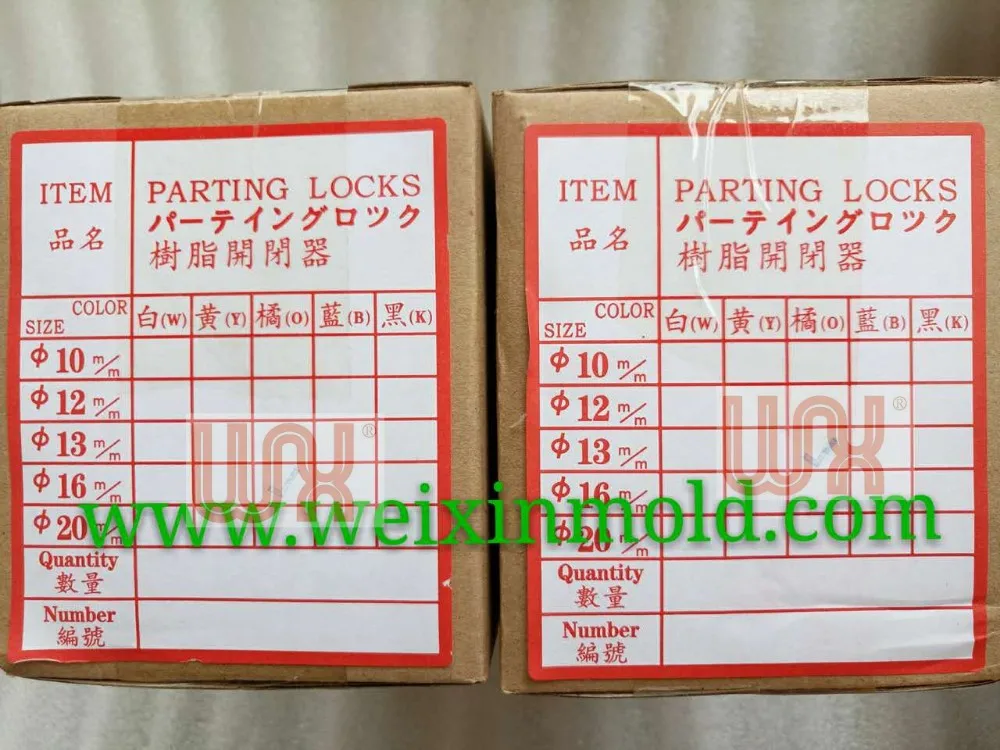 ITEM
品名
PARTING LOCKS
パーテイングロツク
樹脂開閉器
COLOR
SIZE
白(W) 黄(Y) 橘(O) 藍(B) 黑(K)
Φ10 m/m
Φ12 m/m
Φ13 m/m
Φ16 m/m
Φ20 m/m
Quantity
數量
Number
編號
ITEM
品名
PARTING LOCKS
パーテイングロツク
樹脂開閉器
COLOR
SIZE
白(W) 黄(Y) 橘(O) 藍(B) 黑(K)
Φ10 m/m
Φ12 m/m
Φ13 m/m
Φ16 m/m
Φ20 m/m
Quantity
數量
Number
編號
WX®
WX®
www.weixinmold.com